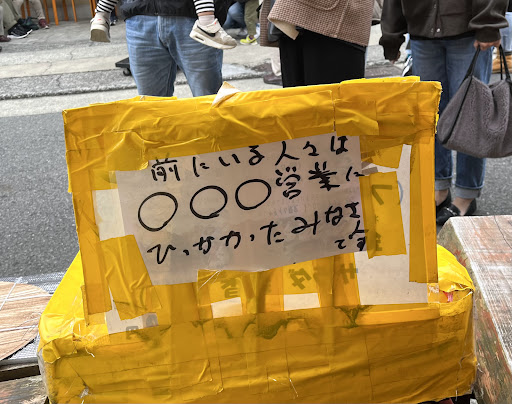 前にいる人々は
〇〇〇営業に
ひっかかったみなさ
んです